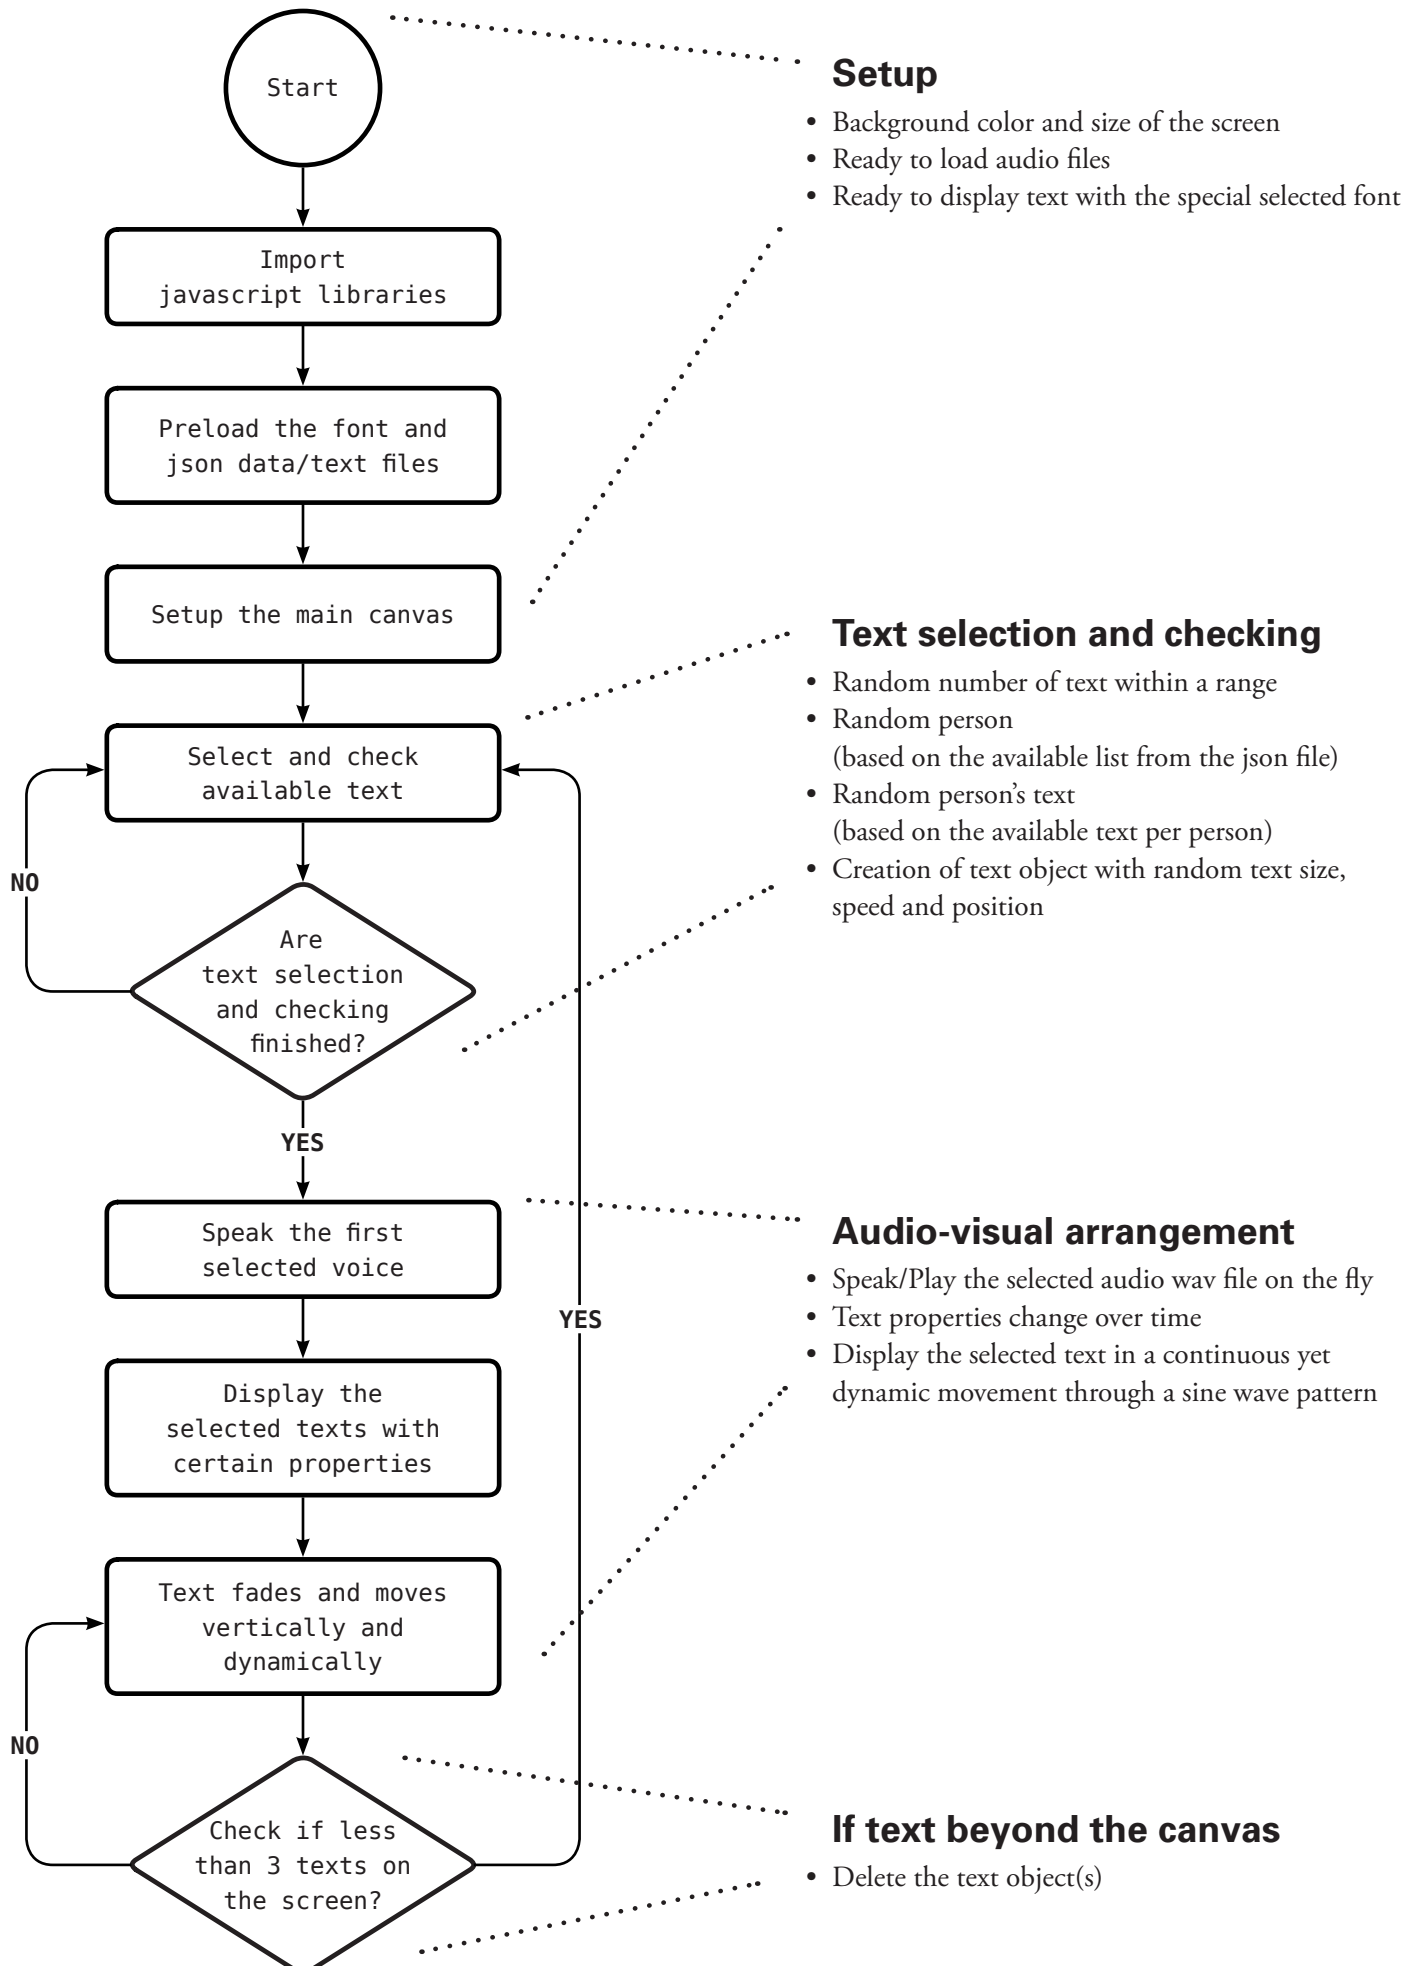 Start
Import
javascript libraries
Preload the font and
json data/text files
Setup the main canvas
Select and check
available text
NO
Are
text selection
and checking
finished?
YES
Speak the first
selected voice
YES
Display the
selected texts with
certain properties
Text fades and moves
vertically and
dynamically
NO
Check if less
than 3 texts on
the screen?
Setup
• Background color and size of the screen
• Ready to load audio files
• Ready to display text with the special selected font
Text selection and checking
• Random number of text within a range
• Random person
(based on the available list from the json file)
• Random person’s text
(based on the available text per person)
• Creation of text object with random text size,
speed and position
Audio-visual arrangement
• Speak/Play the selected audio wav file on the fly
• Text properties change over time
• Display the selected text in a continuous yet
dynamic movement through a sine wave pattern
If text beyond the canvas
• Delete the text object(s)